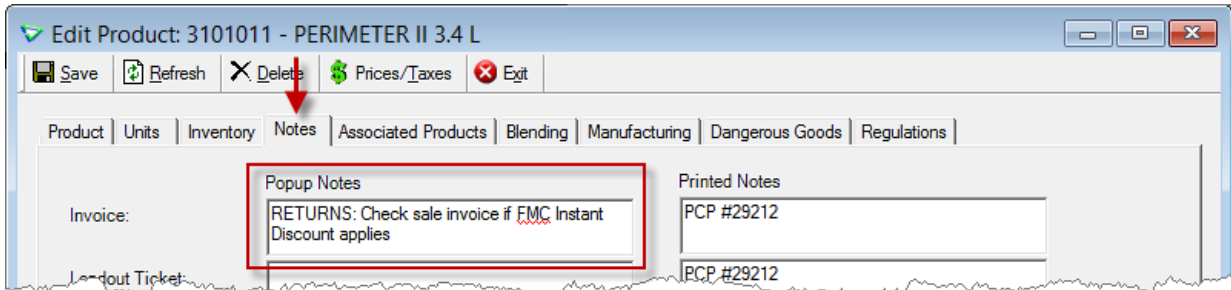 Edit Product: 3101011 - PERIMETER II 3.4 L
Save Refresh Delete Prices/Taxes Exit
Product Units Inventory Notes Associated Products Blending Manufacturing Dangerous Goods Regulations
Popup Notes Printed Notes
Invoice: RETURNS: Check sale invoice if FMC Instant PCP #29212
Discount applies
Loadout Ticket: PCP #29212